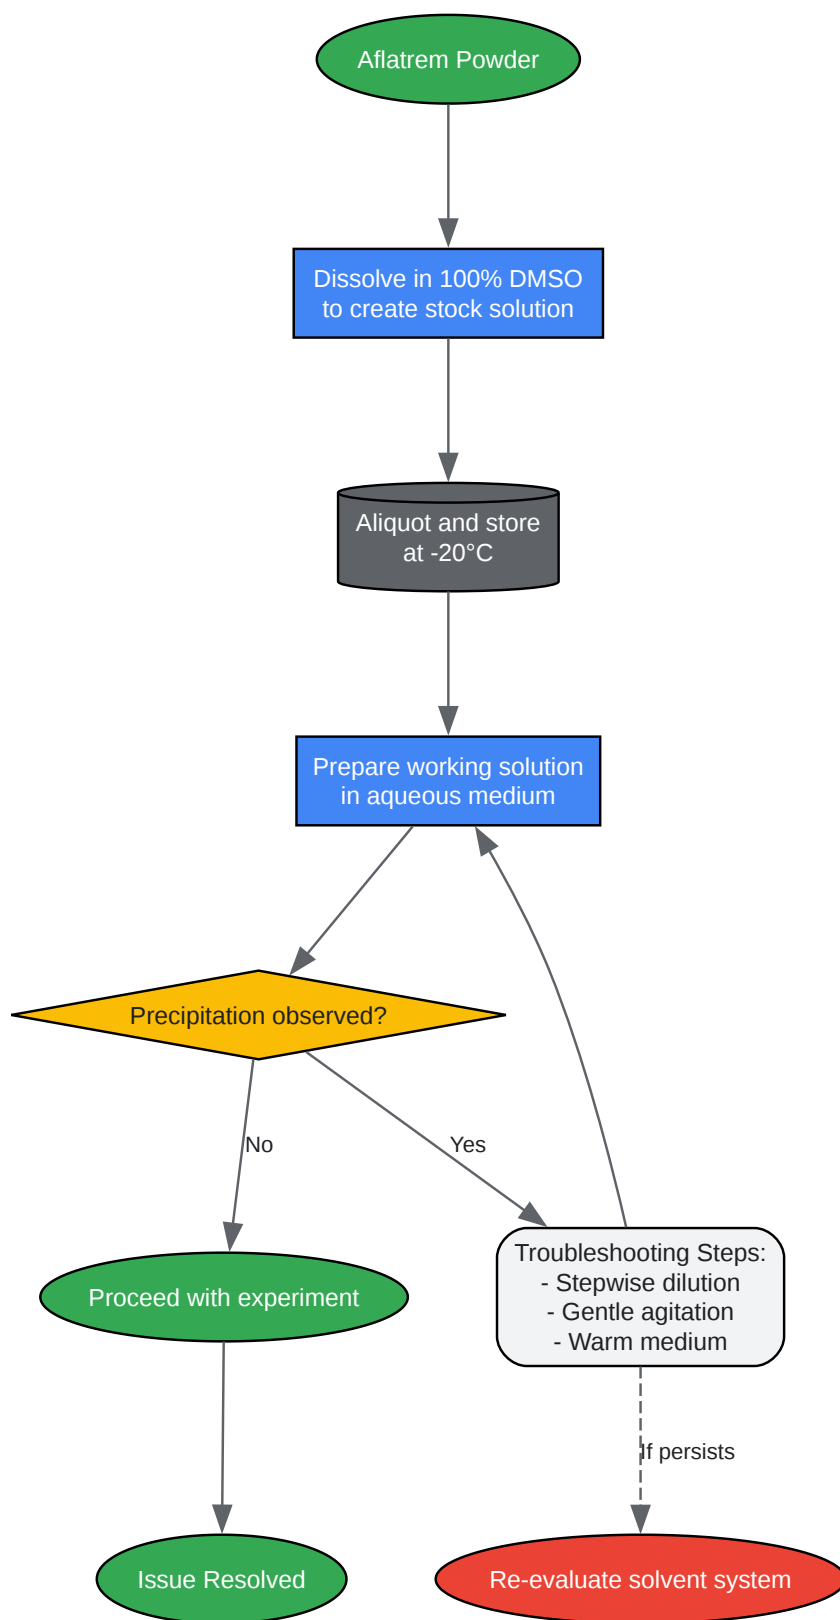 Aflatrem Powder
Dissolve in 100% DMSO
to create stock solution
Aliquot and store
at -20°C
Prepare working solution
in aqueous medium
Precipitation observed?
No
Yes
Proceed with experiment
Troubleshooting Steps:
- Stepwise dilution
- Gentle agitation
- Warm medium
If persists
Issue Resolved
Re-evaluate solvent system